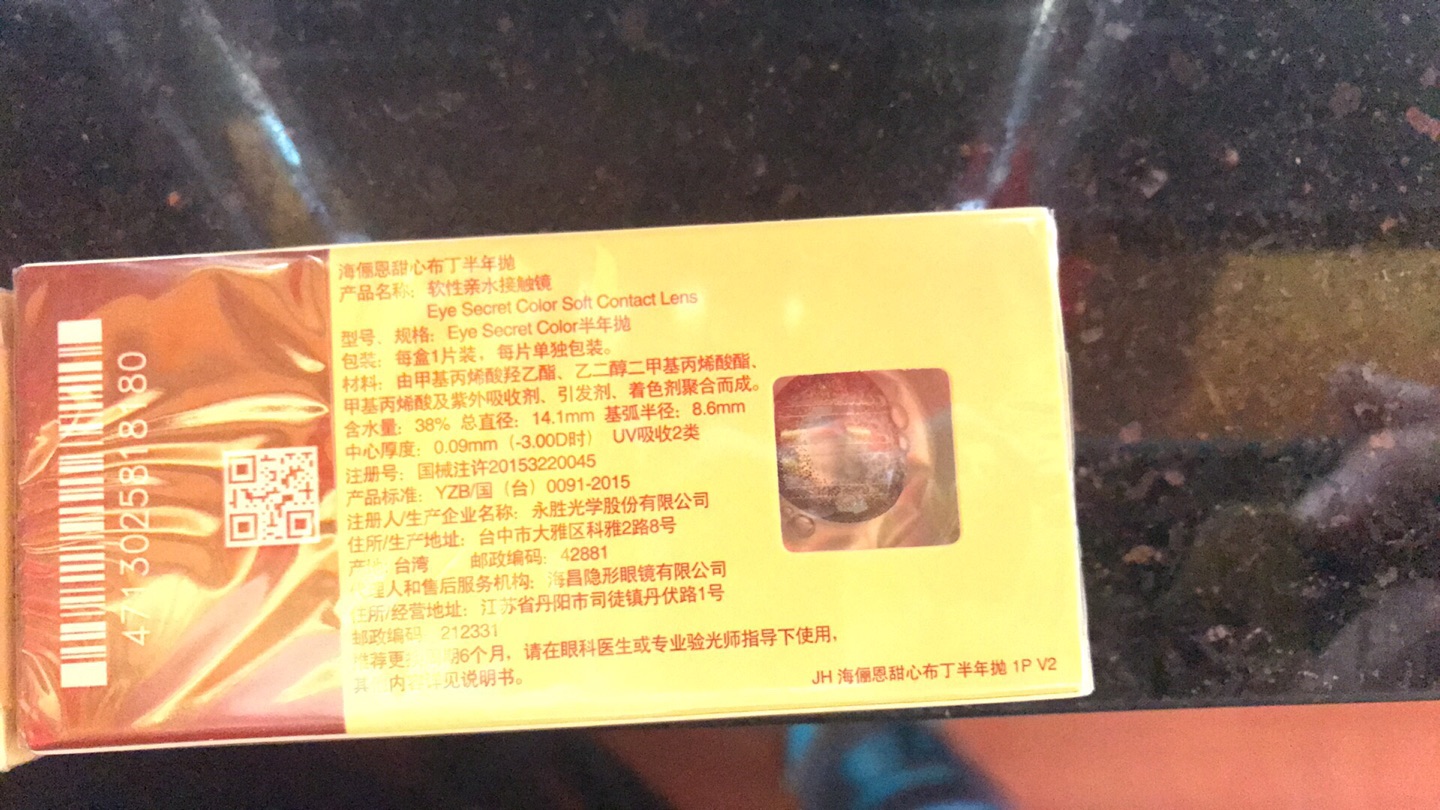 海俪恩甜心布丁半年抛
产品名称：软性亲水接触镜
Eye Secret Color Soft Contact Lens
型号、规格：Eye Secret Color半年抛
包装：每盒1片装，每片单独包装。
材料：由甲基丙烯酸羟乙酯、乙二醇二甲基丙烯酸酯、
甲基丙烯酸及紫外吸收剂、引发剂、着色剂聚合而成。
含水量：38% 总直径：14.1mm 基弧半径：8.6mm
中心厚度：0.09mm（-3.00D时） UV吸收2类
注册号：国械注许20153220045
产品标准：YZB/国（台）0091-2015
注册人/生产企业名称：永胜光学股份有限公司
住所/生产地址：台中市大雅区科雅2路8号
产地：台湾 邮政编码：42881
代理人和售后服务机构：海昌隐形眼镜有限公司
住所/经营地址：江苏省丹阳市司徒镇丹伏路1号
邮政编码 212331
推荐更 期6个月，请在眼科医生或专业验光师指导下使用，
其 内容详见说明书。
JH 海俪恩甜心布丁半年抛 1P V2
4713025818180